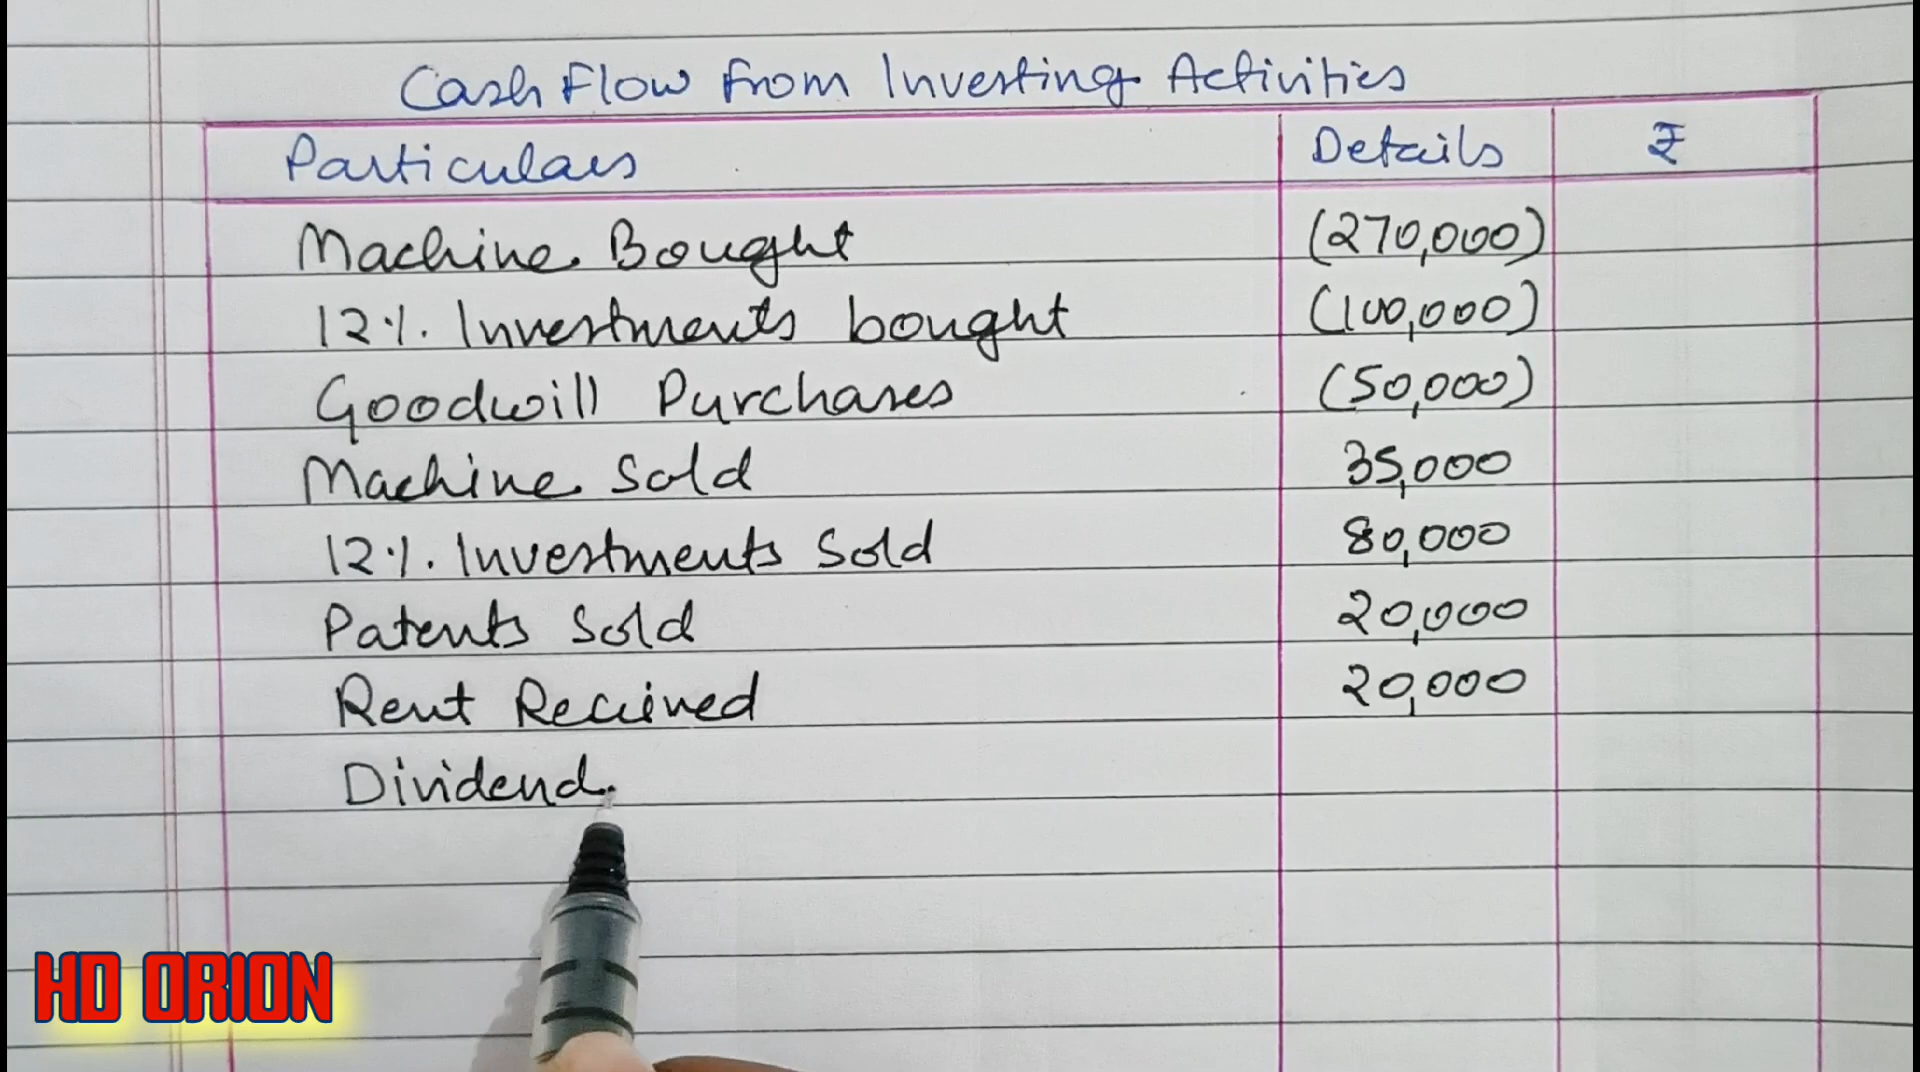 Cash Flow from Investing Activities
Particulars Details ₹
Machine Bought (270,000)
12%. Investments bought (100,000)
Goodwill Purchases (50,000)
Machine Sold 35,000
12%. Investments Sold 80,000
Patents Sold 20,000
Rent Received 20,000
Dividend
HD ORION